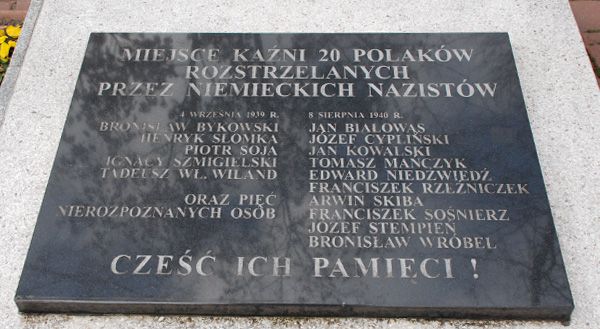 MIEJSCE KAŹNI 20 POLAKÓW
ROZSTRZELANYCH
PRZEZ NIEMIECKICH NAZISTÓW
4 WRZEŚNIA 1939 R.
BRONISŁAW BYKOWSKI
HENRYK SŁOMKA
PIOTR SOJA
IGNACY SZMIGIELSKI
TADEUSZ WŁ. WILAND
ORAZ PIĘĆ
NIEROZPOZNANYCH OSÓB
8 SIERPNIA 1940 R.
JAN BIAŁOWĄS
JÓZEF CYPLIŃSKI
JAN KOWALSKI
TOMASZ MAŃCZYK
EDWARD NIEDZWIEDŹ
FRANCISZEK RZEŹNICZEK
ARWIN SKIBA
FRANCISZEK SOŚNIERZ
JÓZEF STEMPIEŃ
BRONISŁAW WRÓBEL
CZEŚĆ ICH PAMIĘCI !